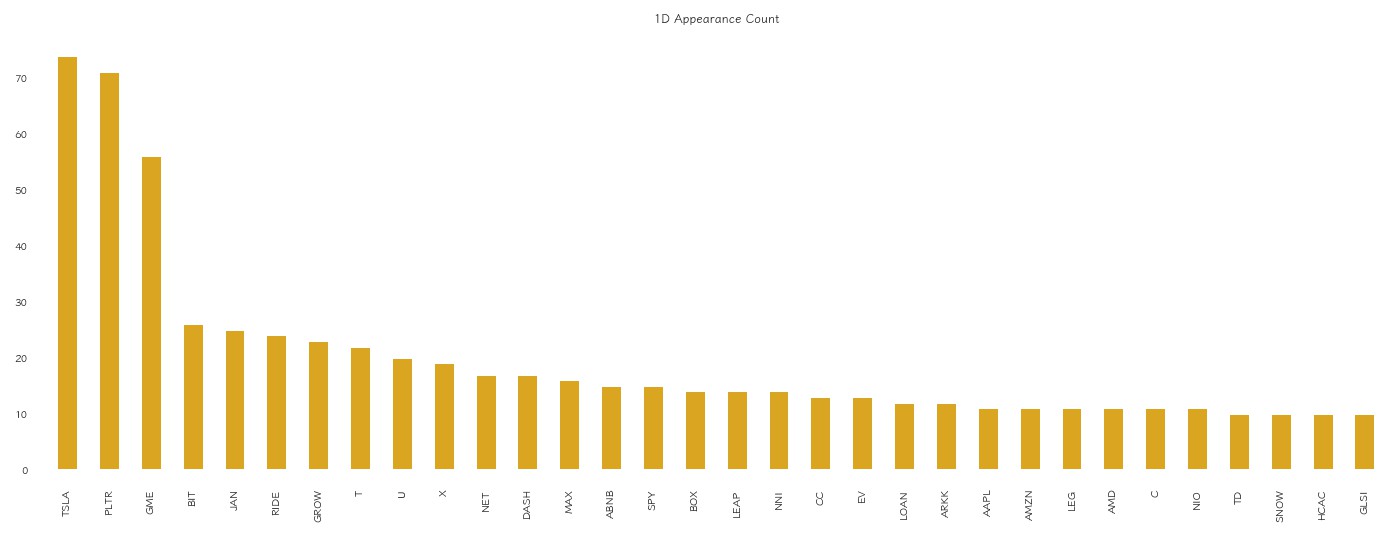 1D Appearance Count
70
60
50
40
30
20
10
0
TSLA
PLTR
GME
BIT
JAN
RIDE
GROW
T
U
X
NET
DASH
MAX
ABNB
SPY
BOX
LEAP
NNI
CC
EV
LOAN
ARKK
AAPL
AMZN
LEG
AMD
C
NIO
TD
SNOW
HCAC
GLSI